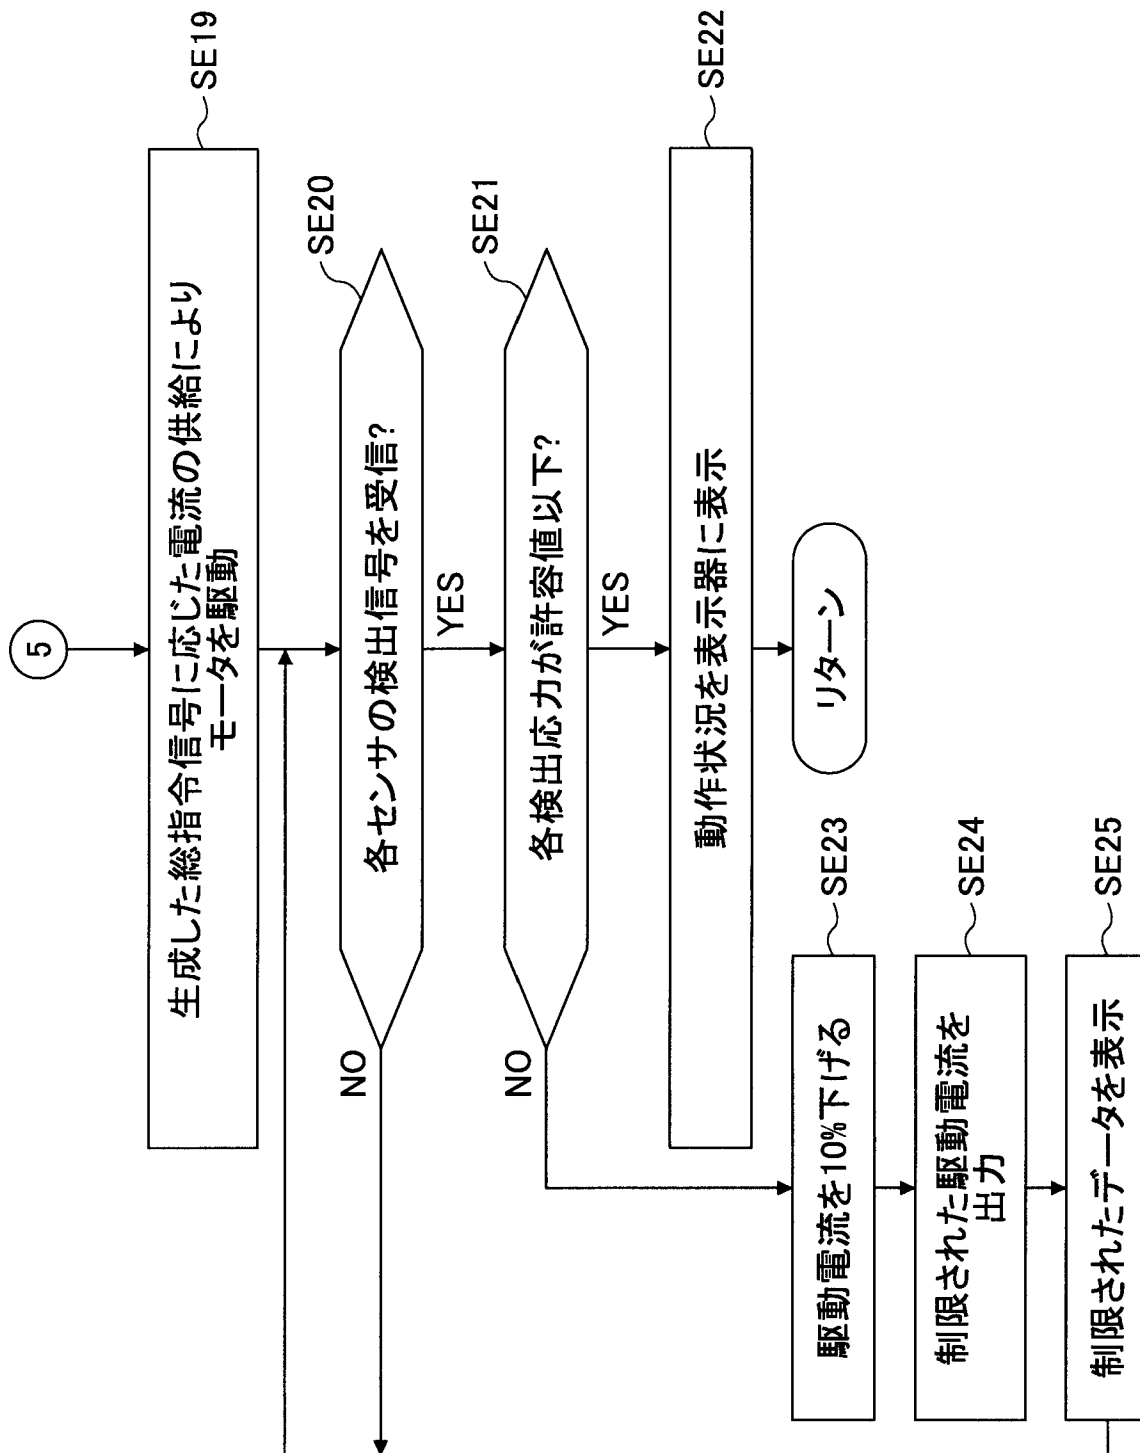 5
生成した総指令信号に応じた電流の供給により
モータを駆動
SE19
各センサの検出信号を受信?
SE20
NO
YES
各検出応力が許容値以下?
SE21
NO
YES
動作状況を表示器に表示
SE22
リターン
駆動電流を10%下げる
SE23
制限された駆動電流を
出力
SE24
制限されたデータを表示
SE25